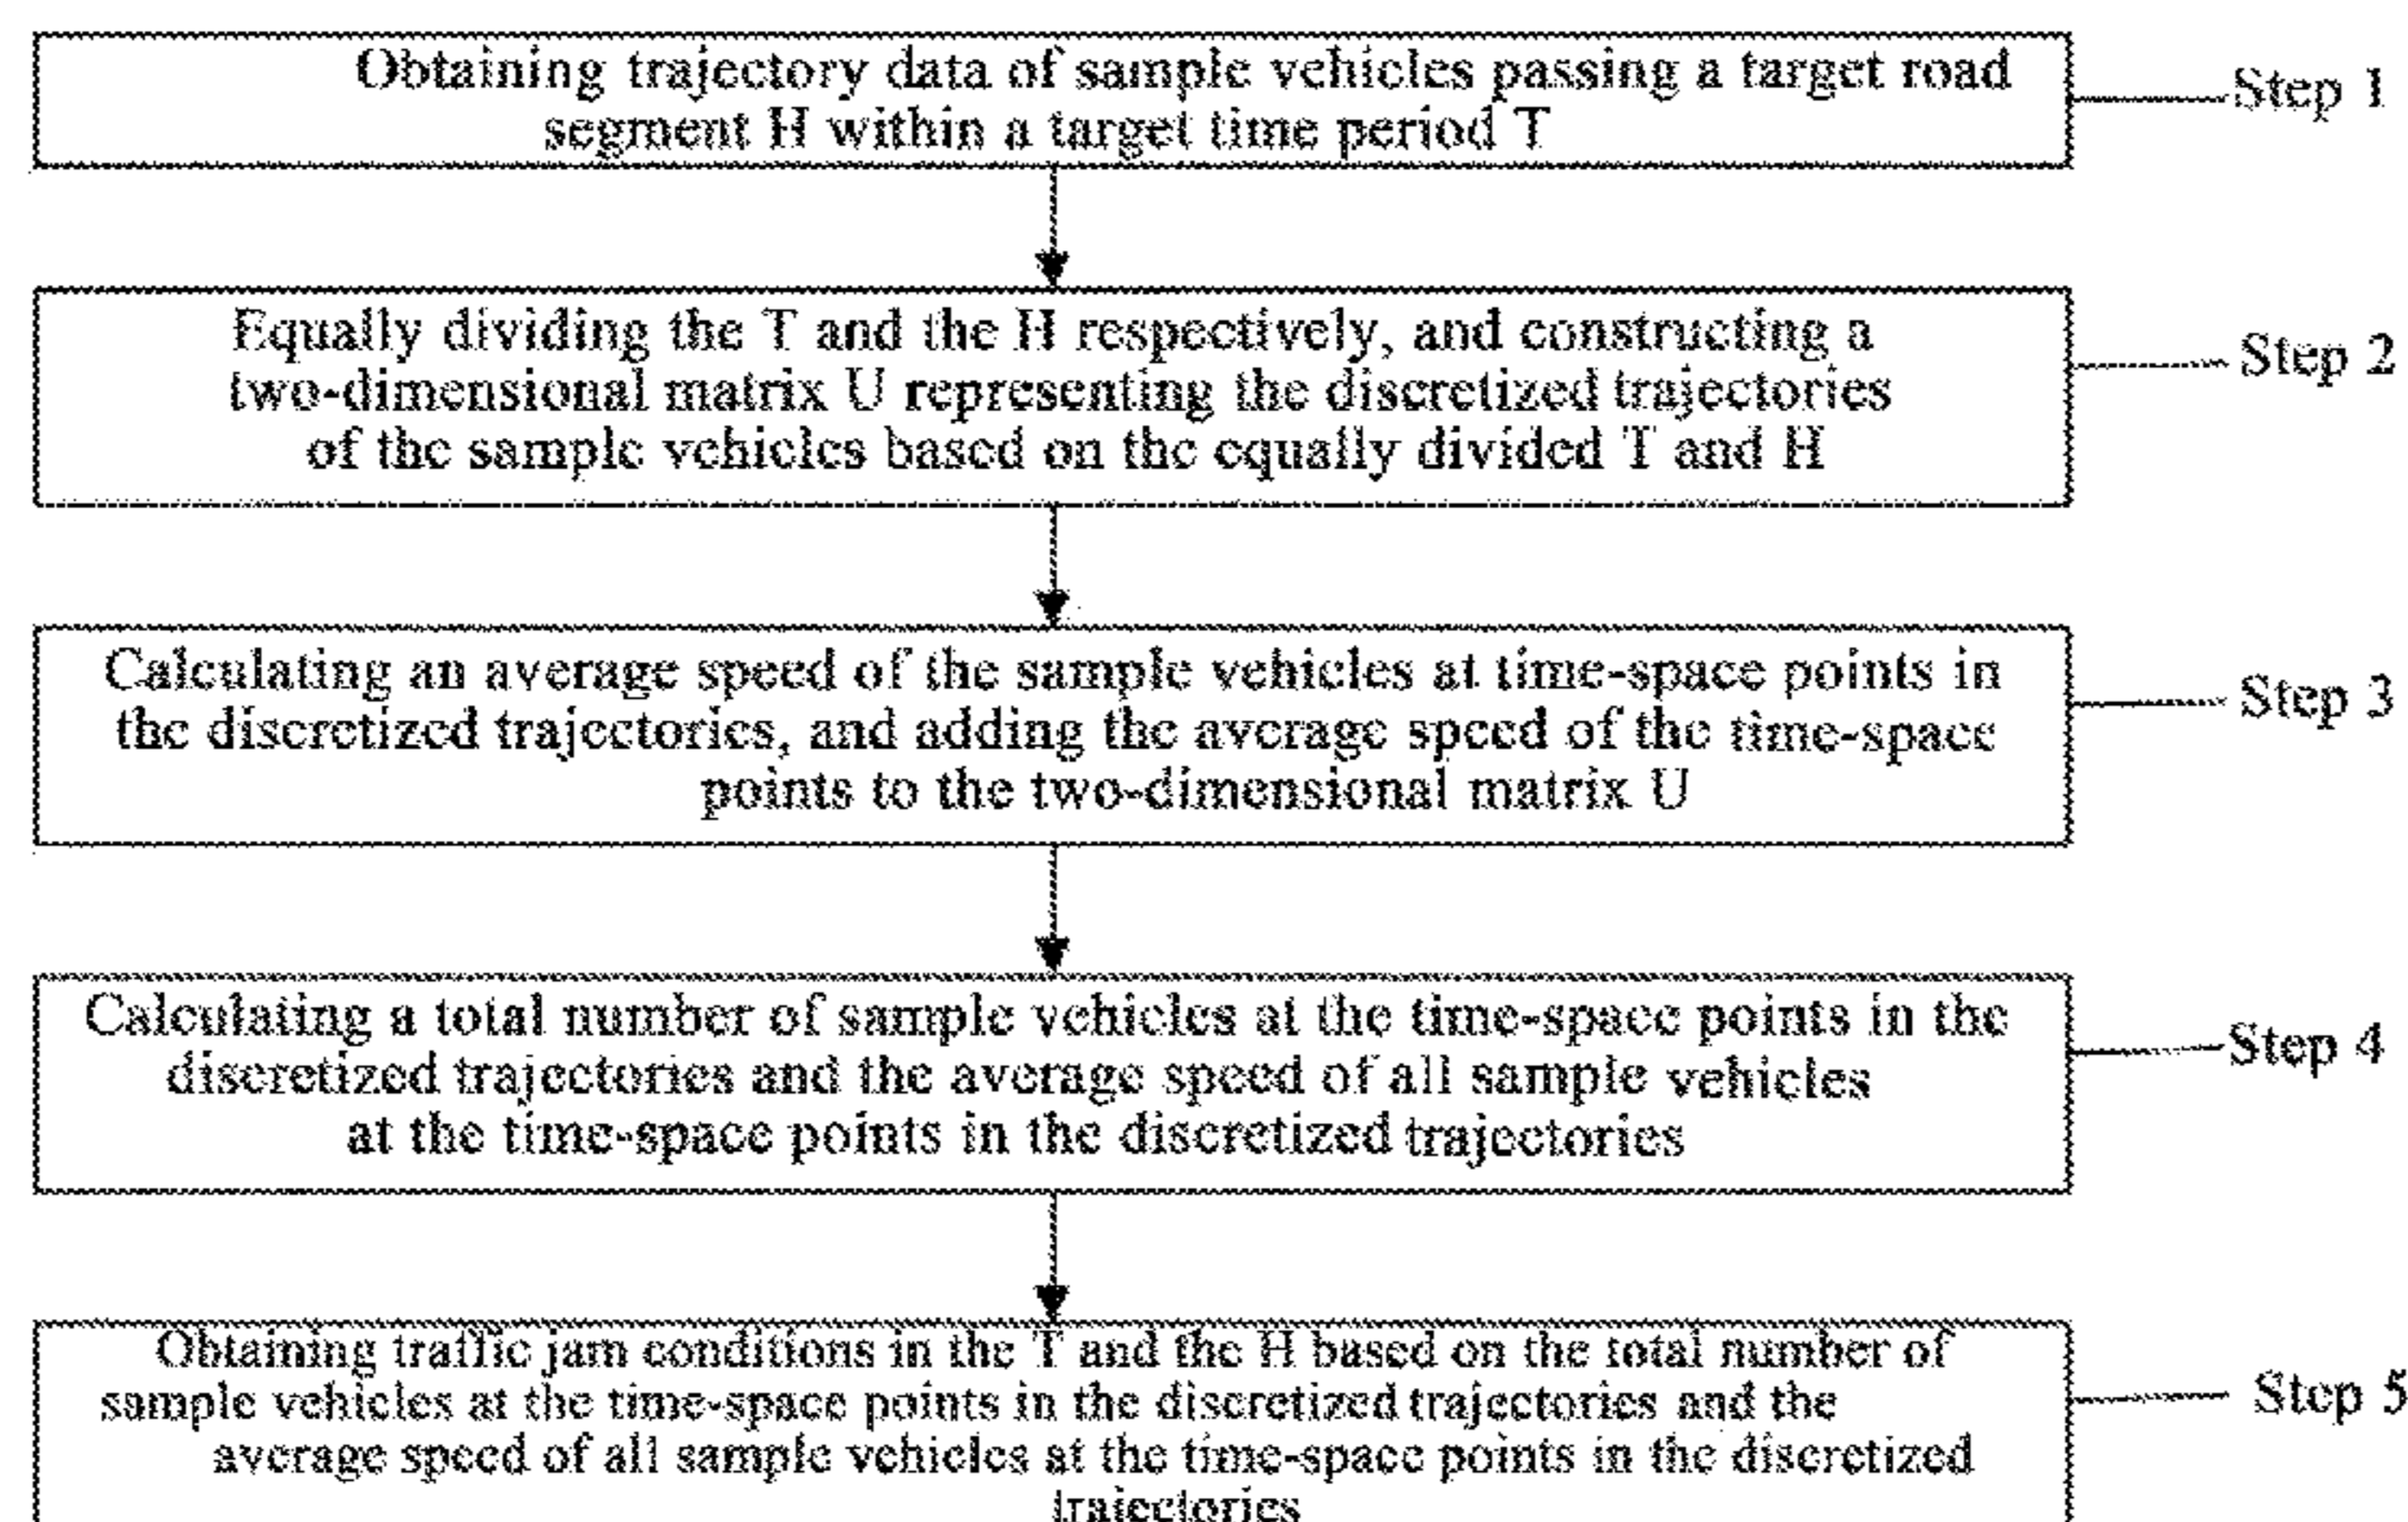 Obtaining trajectory data of sample vehicles passing a target road
segment H within a target time period T
Step 1
Equally dividing the T and the H respectively, and constructing a
two-dimensional matrix U representing the discretized trajectories
of the sample vehicles based on the equally divided T and H
Step 2
Calculating an average speed of the sample vehicles at time-space points in
the discretized trajectories, and adding the average speed of the time-space
points to the two-dimensional matrix U
Step 3
Calculating a total number of sample vehicles at the time-space points in the
discretized trajectories and the average speed of all sample vehicles
at the time-space points in the discretized trajectories
Step 4
Obtaining traffic jam conditions in the T and the H based on the total number of
sample vehicles at the time-space points in the discretized trajectories and the
average speed of all sample vehicles at the time-space points in the discretized
trajectories
Step 5